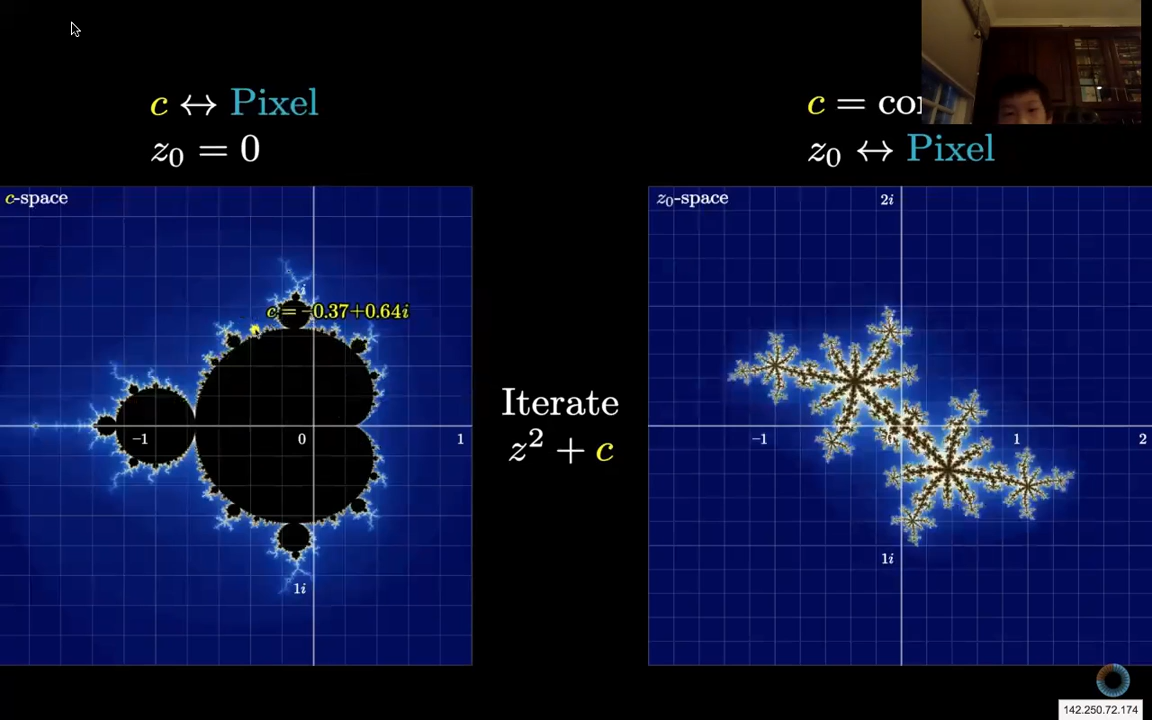 c ↔ Pixel
z₀ = 0
c = co
z₀ ↔ Pixel
c-space
i
c = −0.37+0.64i
−1
0
1
1i
Iterate
z² + c
z₀-space
2i
−1
0
1
2
1i
142.250.72.174